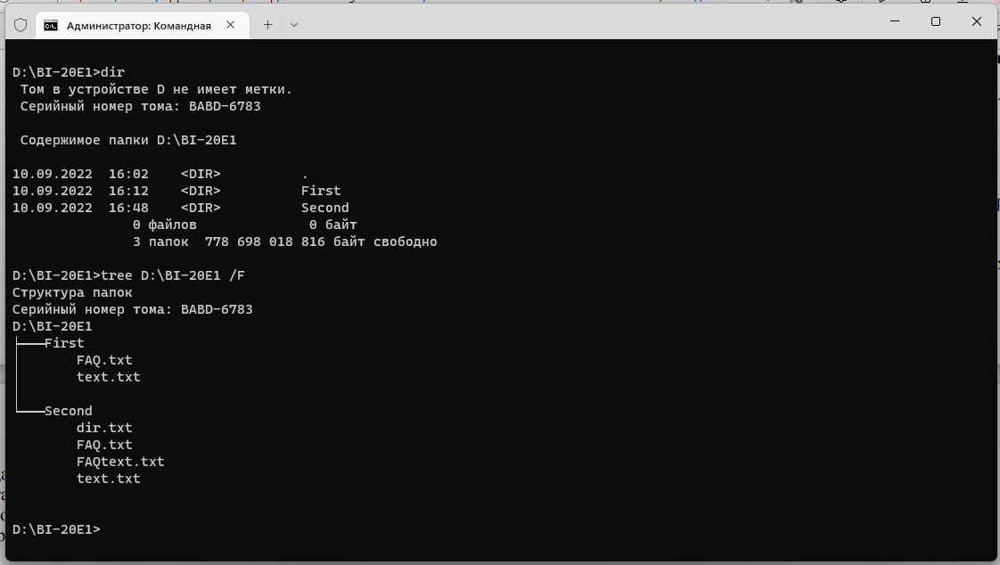 Администратор: Командная
D:\BI-20E1>dir
Том в устройстве D не имеет метки.
Серийный номер тома: BABD-6783
Содержимое папки D:\BI-20E1
10.09.2022  16:02    <DIR>          .
10.09.2022  16:12    <DIR>          First
10.09.2022  16:48    <DIR>          Second
0 файлов              0 байт
3 папок  778 698 018 816 байт свободно
D:\BI-20E1>tree D:\BI-20E1 /F
Структура папок
Серийный номер тома: BABD-6783
D:\BI-20E1
First
FAQ.txt
text.txt
Second
dir.txt
FAQ.txt
FAQtext.txt
text.txt
D:\BI-20E1>